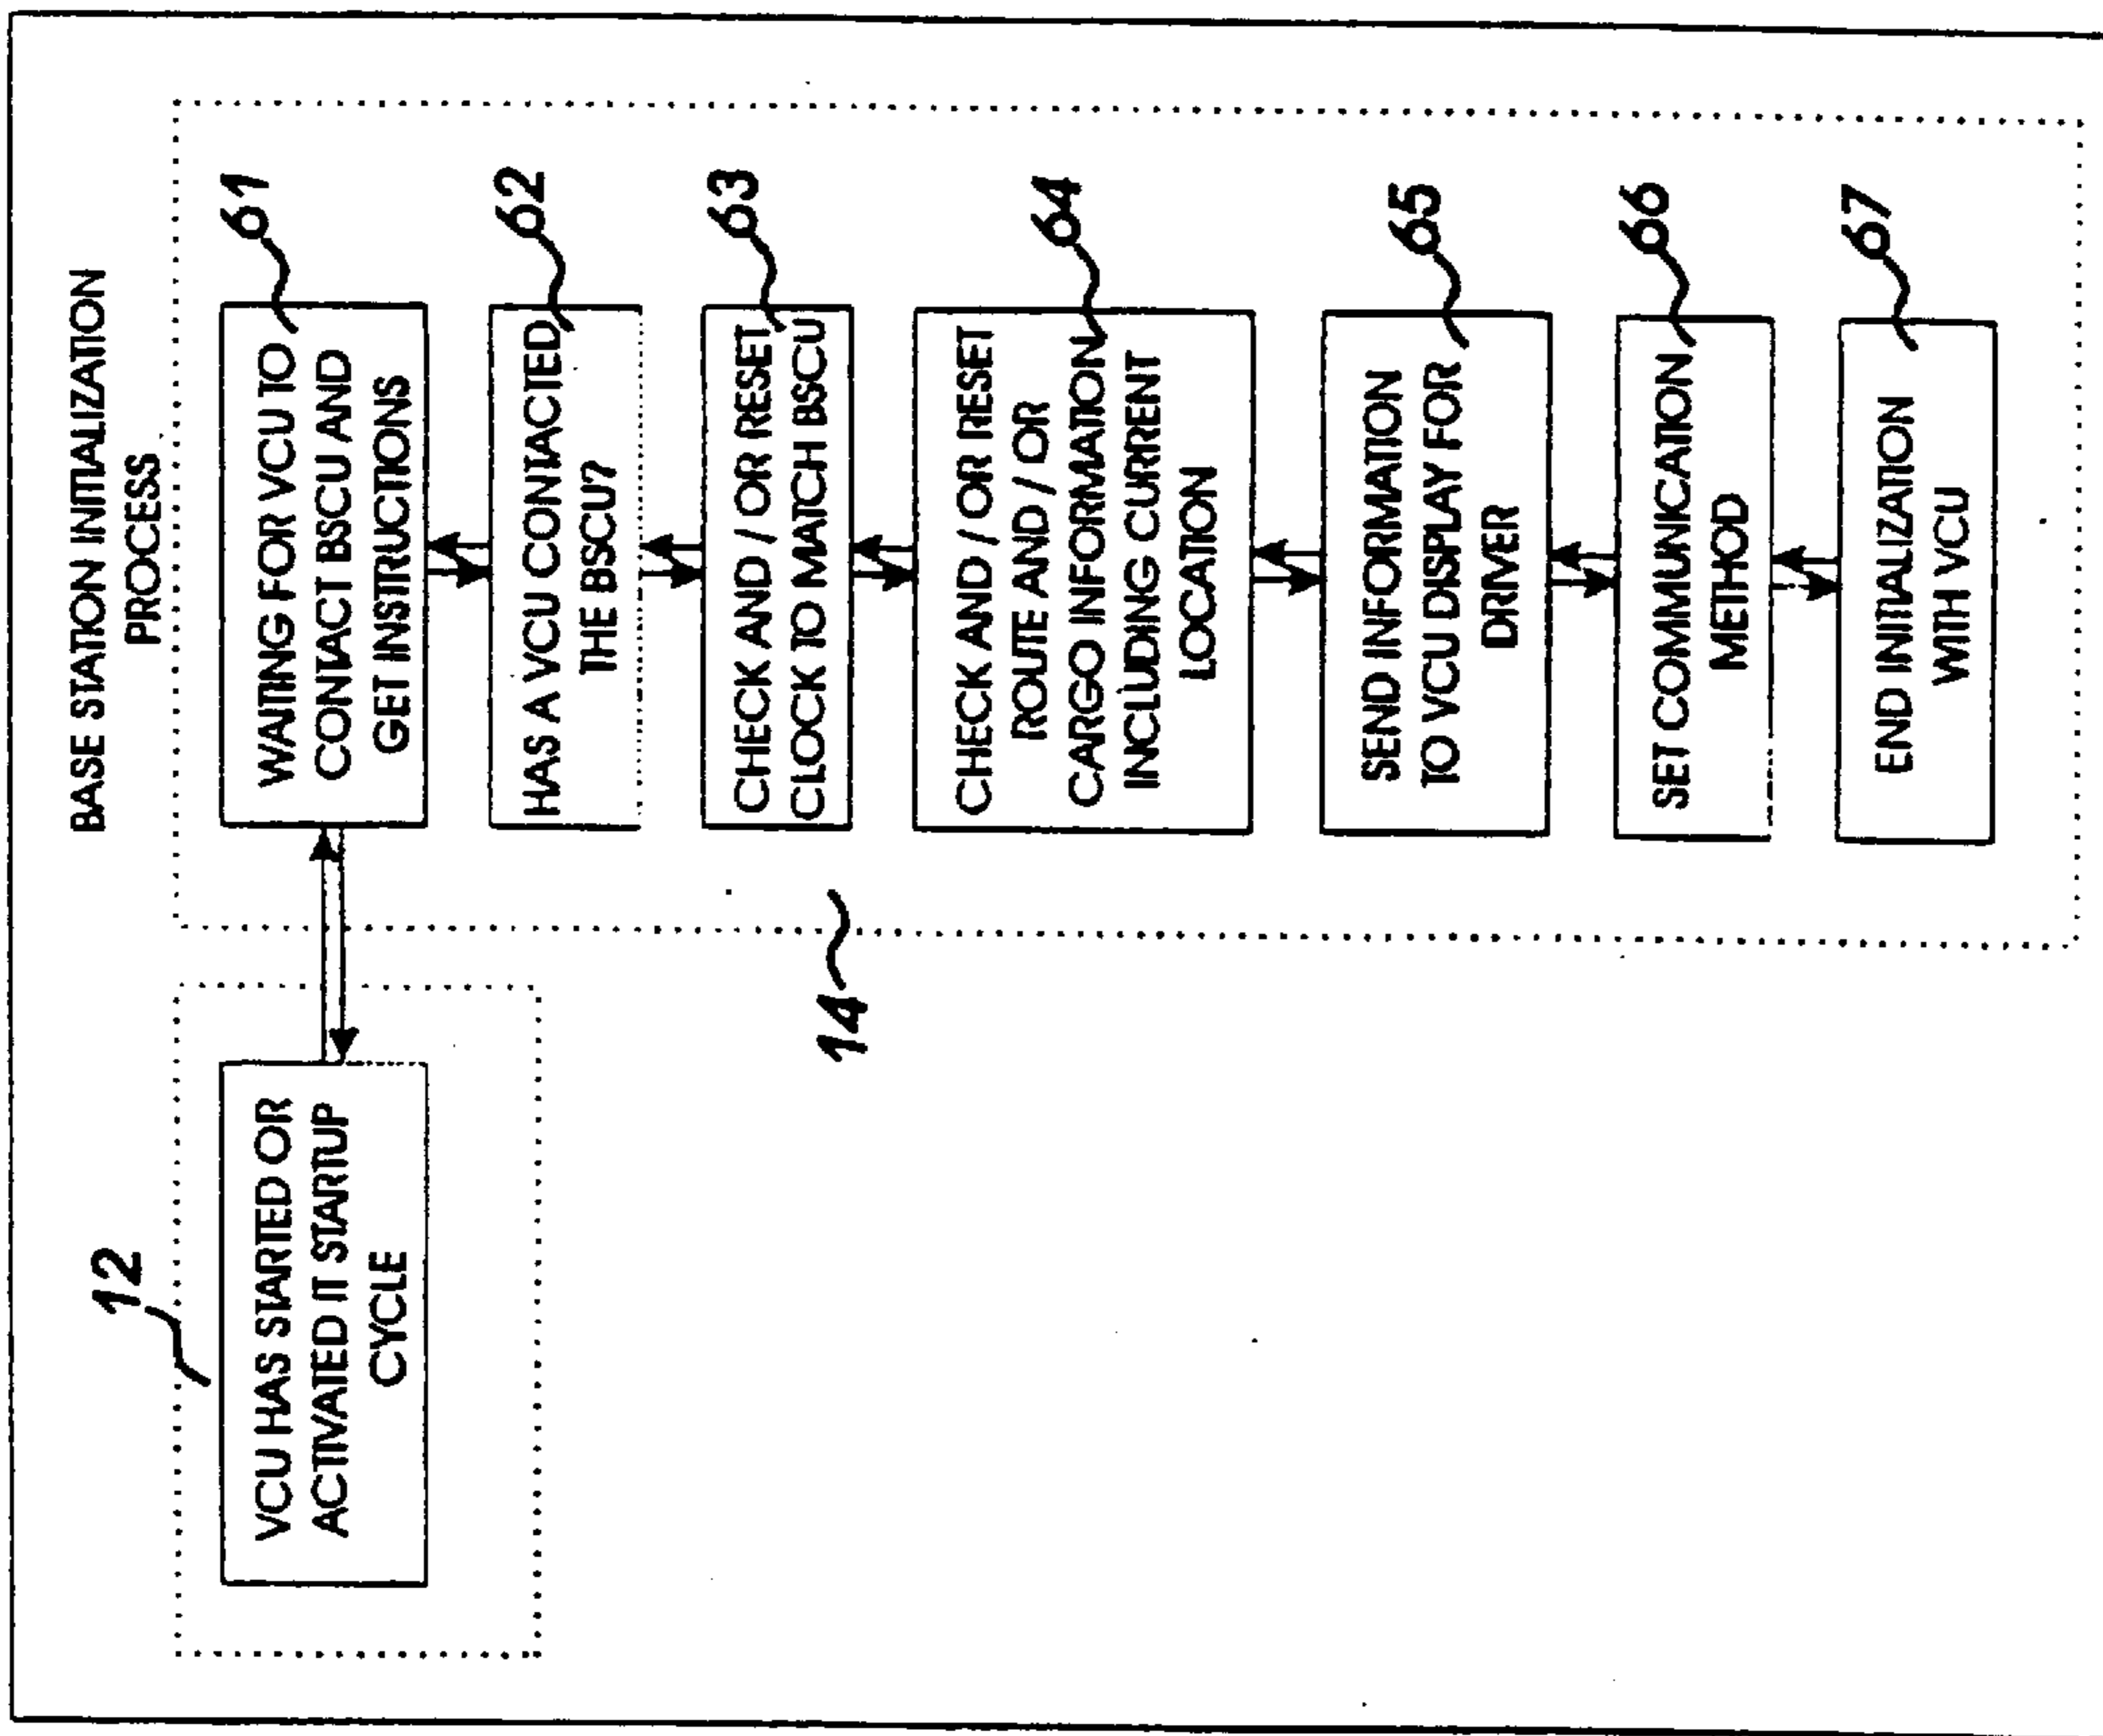 BASE STATION INITIALIZATION
PROCESS
12
VCU HAS STARTED OR
ACTIVATED IT STARTUP
CYCLE
14
WAITING FOR VCU TO
CONTACT BSCU AND
GET INSTRUCTIONS
61
HAS A VCU CONTACTED
THE BSCU?
62
CHECK AND / OR RESET
CLOCK TO MATCH BSCU
63
CHECK AND / OR RESET
ROUTE AND / OR
CARGO INFORMATION
INCLUDING CURRENT
LOCATION
64
SEND INFORMATION
TO VCU DISPLAY FOR
DRIVER
65
SET COMMUNICATION
METHOD
66
END INITIALIZATION
WITH VCU
67